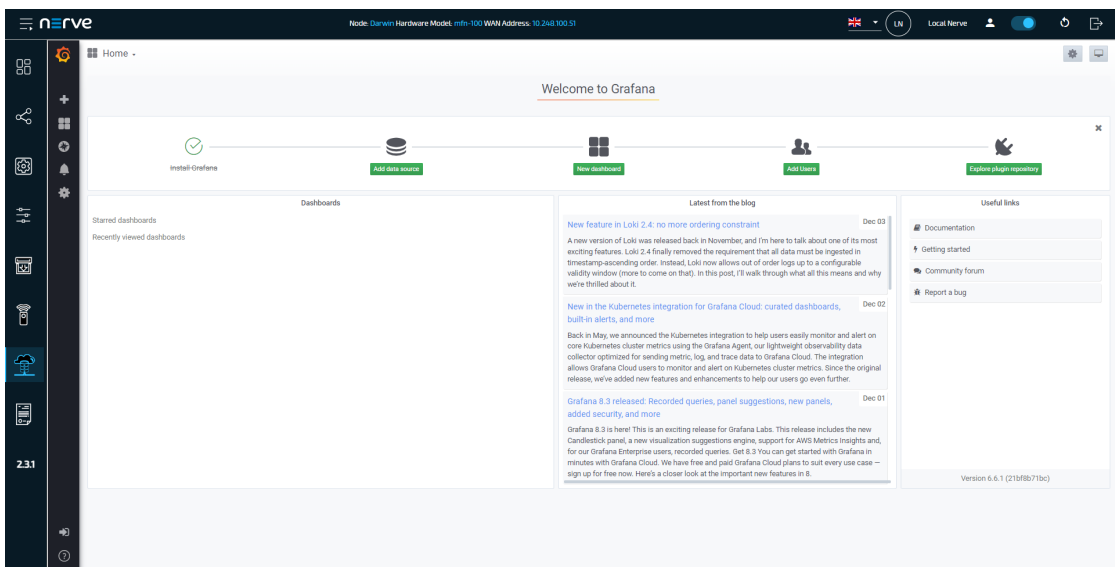 nerve
Node: Darwin Hardware Model: mfn-100 WAN Address: 10.248.100.51
LN
Local Nerve
Home
Welcome to Grafana
Install Grafana
Add data source
New dashboard
Add Users
Explore plugin repository
Dashboards
Starred dashboards
Recently viewed dashboards
Latest from the blog
New feature in Loki 2.4: no more ordering constraint
Dec 03
A new version of Loki was released back in November, and I'm here to talk about one of its most
exciting features. Loki 2.4 finally removed the requirement that all data must be ingested in
timestamp-ascending order. Instead, Loki now allows out of order logs up to a configurable
validity window (more to come on that). In this post, I'll walk through what all this means and why
we're thrilled about it.
New in the Kubernetes integration for Grafana Cloud: curated dashboards,
built-in alerts, and more
Dec 02
Back in May, we announced the Kubernetes integration to help users easily monitor and alert on
core Kubernetes cluster metrics using the Grafana Agent, our lightweight observability data
collector optimized for sending metric, log, and trace data to Grafana Cloud. The integration
allows Grafana Cloud users to monitor and alert on Kubernetes cluster metrics. Since the original
release, we've added new features and enhancements to help our users go even further.
Grafana 8.3 released: Recorded queries, panel suggestions, new panels,
added security, and more
Dec 01
Grafana 8.3 is here! This is an exciting release for Grafana Labs. This release includes the new
Candlestick panel, a new visualization suggestions engine, support for AWS Metrics Insights and,
for our Grafana Enterprise users, recorded queries. Get 8.3 You can get started with Grafana in
minutes with Grafana Cloud. We have free and paid Grafana Cloud plans to suit every use case —
sign up for free now. Here's a closer look at the important new features in 8.
Useful links
Documentation
Getting started
Community forum
Report a bug
Version 6.6.1 (21bf8b71bc)
2.3.1